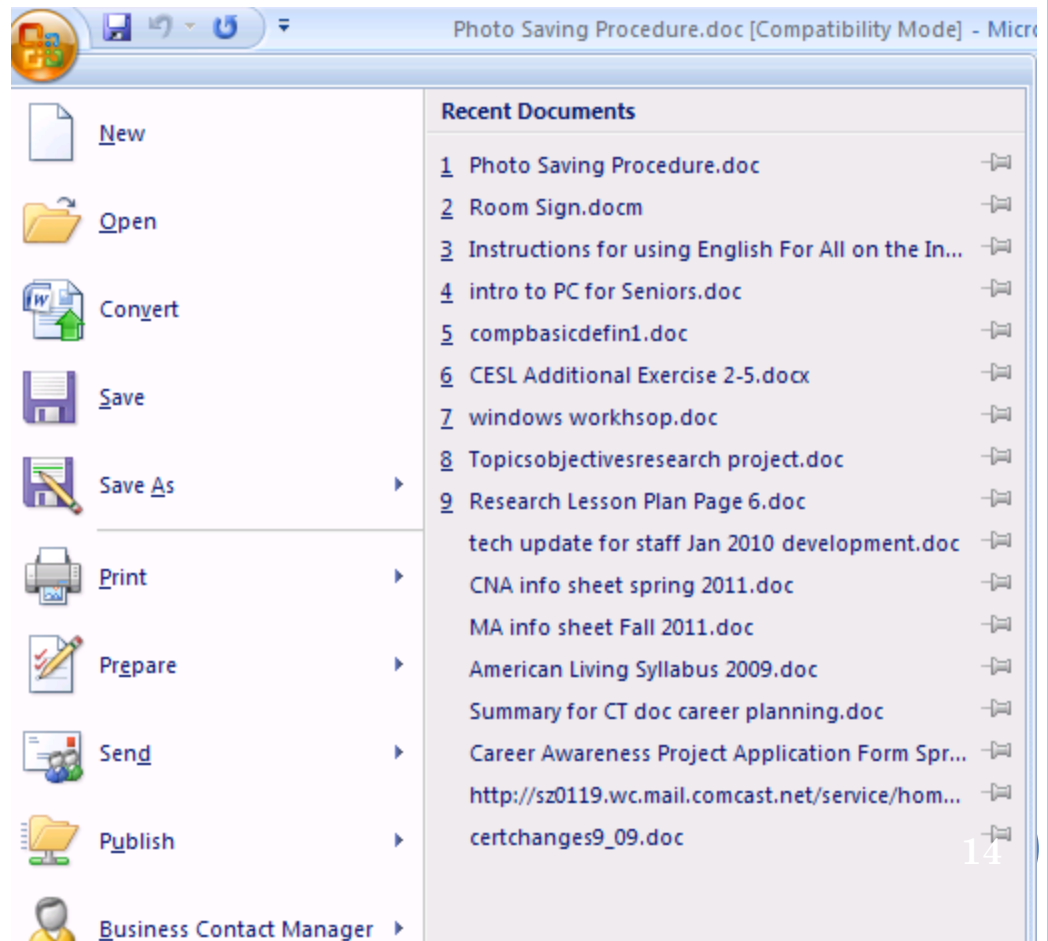 Photo Saving Procedure.doc [Compatibility Mode] - Micro
New
Open
Convert
Save
Save As
Print
Prepare
Send
Publish
Business Contact Manager
Recent Documents
1 Photo Saving Procedure.doc
2 Room Sign.docm
3 Instructions for using English For All on the In...
4 intro to PC for Seniors.doc
5 compbasicdefin1.doc
6 CESL Additional Exercise 2-5.docx
7 windows workhsop.doc
8 Topicsobjectivesresearch project.doc
9 Research Lesson Plan Page 6.doc
tech update for staff Jan 2010 development.doc
CNA info sheet spring 2011.doc
MA info sheet Fall 2011.doc
American Living Syllabus 2009.doc
Summary for CT doc career planning.doc
Career Awareness Project Application Form Spr...
http://sz0119.wc.mail.comcast.net/service/hom...
certchanges9_09.doc
14